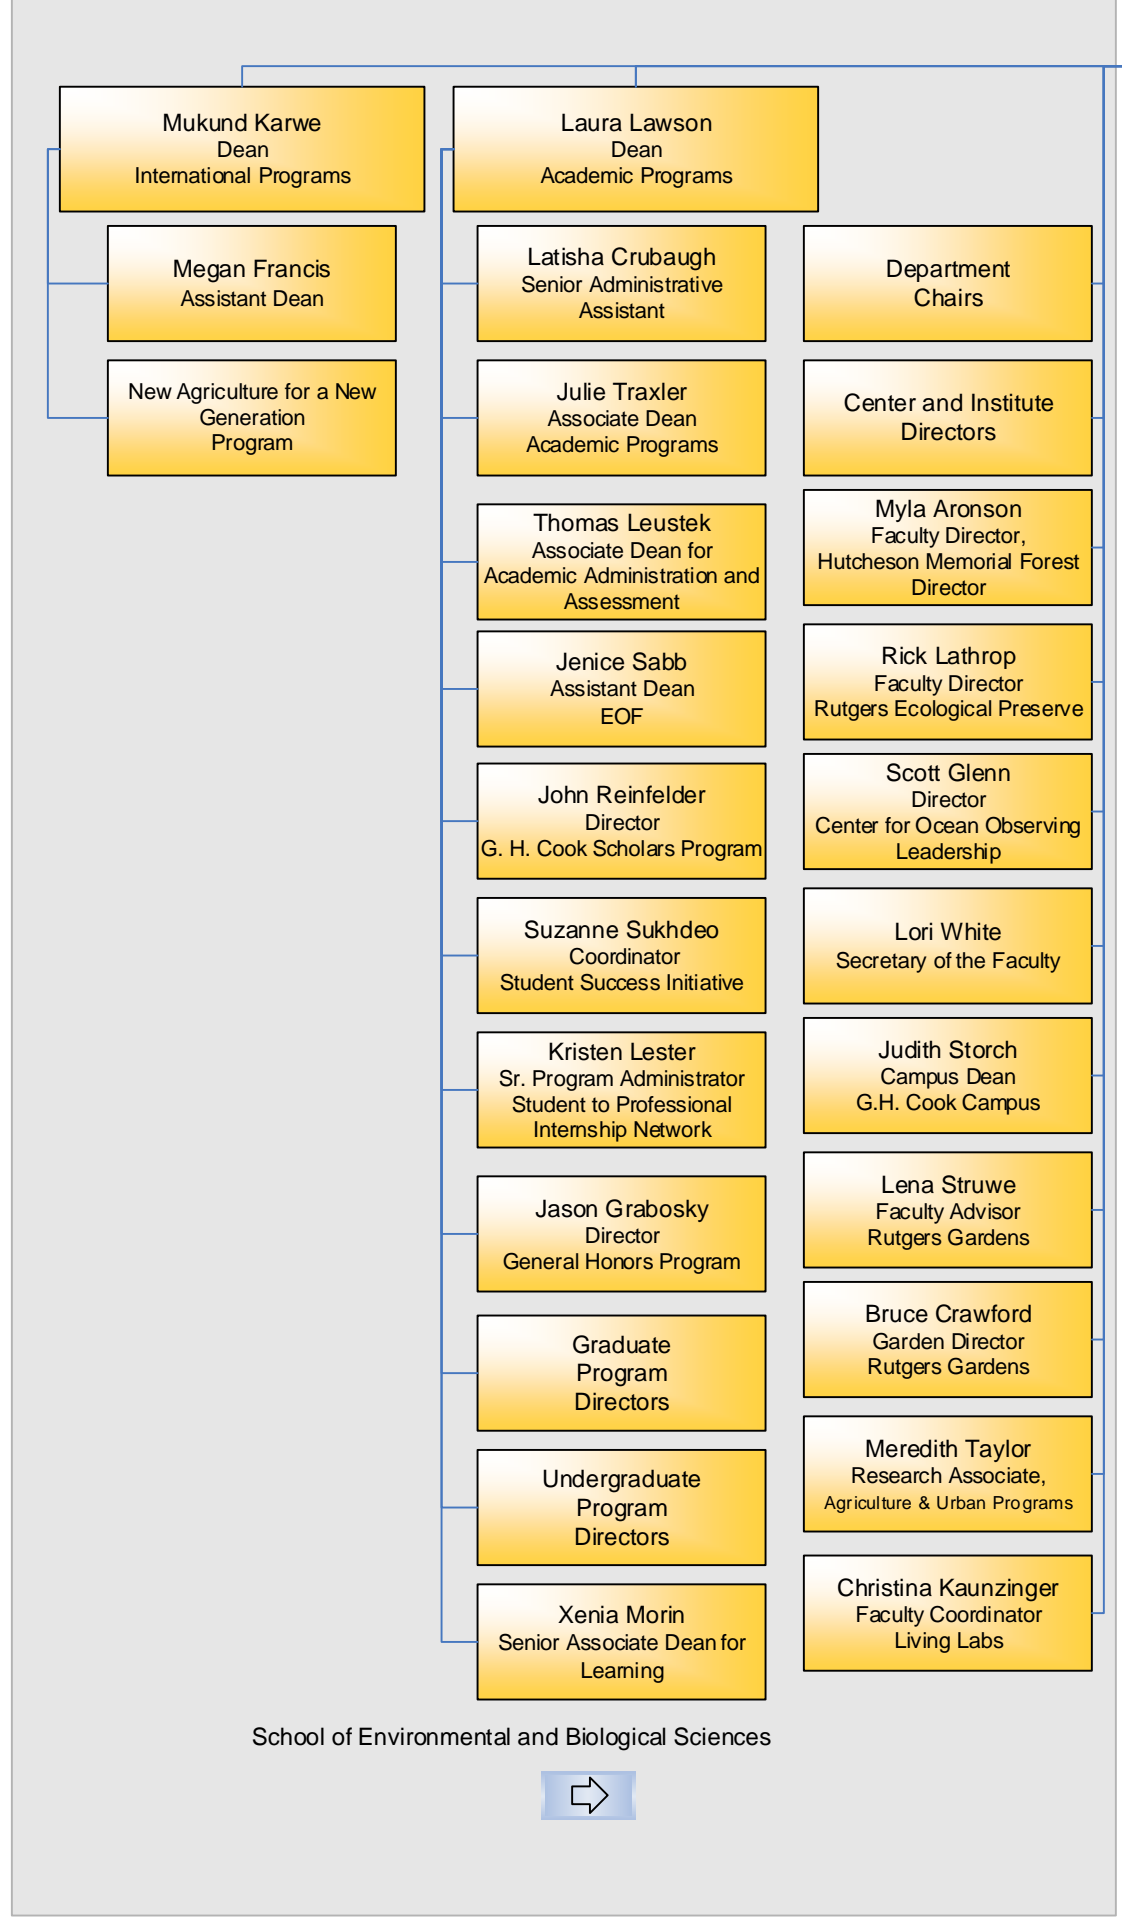 Mukund Karwe
Dean
International Programs
Laura Lawson
Dean
Academic Programs
Megan Francis
Assistant Dean
New Agriculture for a New
Generation
Program
Latisha Crubaugh
Senior Administrative
Assistant
Julie Traxler
Associate Dean
Academic Programs
Thomas Leustek
Associate Dean for
Academic Administration and
Assessment
Jenice Sabb
Assistant Dean
EOF
John Reinfelder
Director
G. H. Cook Scholars Program
Suzanne Sukhdeo
Coordinator
Student Success Initiative
Kristen Lester
Sr. Program Administrator
Student to Professional
Internship Network
Jason Grabosky
Director
General Honors Program
Graduate
Program
Directors
Undergraduate
Program
Directors
Xenia Morin
Senior Associate Dean for
Learning
Department
Chairs
Center and Institute
Directors
Myla Aronson
Faculty Director,
Hutcheson Memorial Forest
Director
Rick Lathrop
Faculty Director
Rutgers Ecological Preserve
Scott Glenn
Director
Center for Ocean Observing
Leadership
Lori White
Secretary of the Faculty
Judith Storch
Campus Dean
G.H. Cook Campus
Lena Struwe
Faculty Advisor
Rutgers Gardens
Bruce Crawford
Garden Director
Rutgers Gardens
Meredith Taylor
Research Associate,
Agriculture & Urban Programs
Christina Kaunzinger
Faculty Coordinator
Living Labs
School of Environmental and Biological Sciences